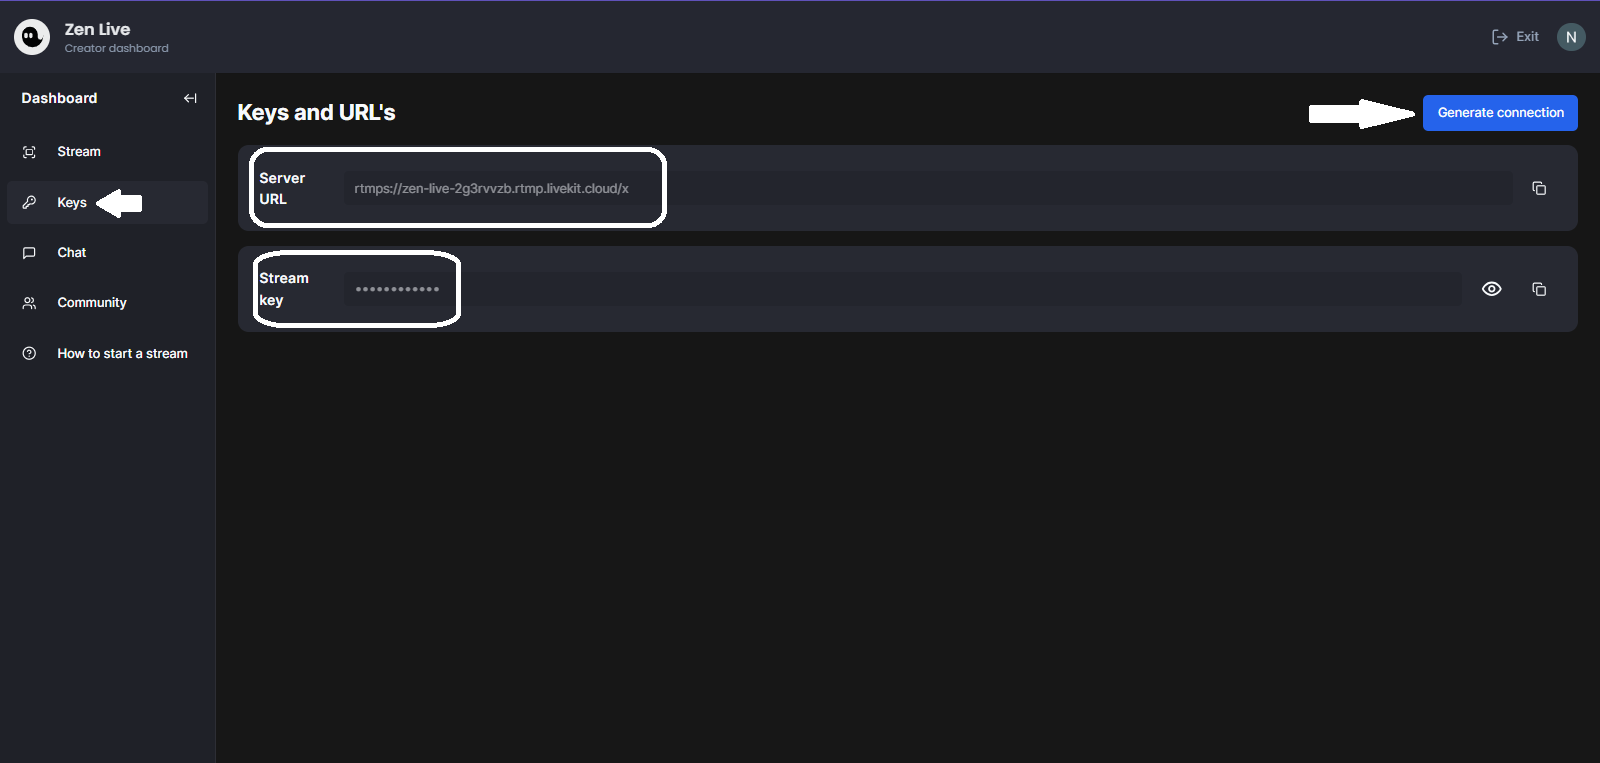 Zen Live
Creator dashboard
Exit
N
Dashboard
Stream
Keys
Chat
Community
How to start a stream
Keys and URL's
Generate connection
Server
URL
rtmps://zen-live-2g3rvvzb.rtmp.livekit.cloud/x
Stream
key
••••••••••••